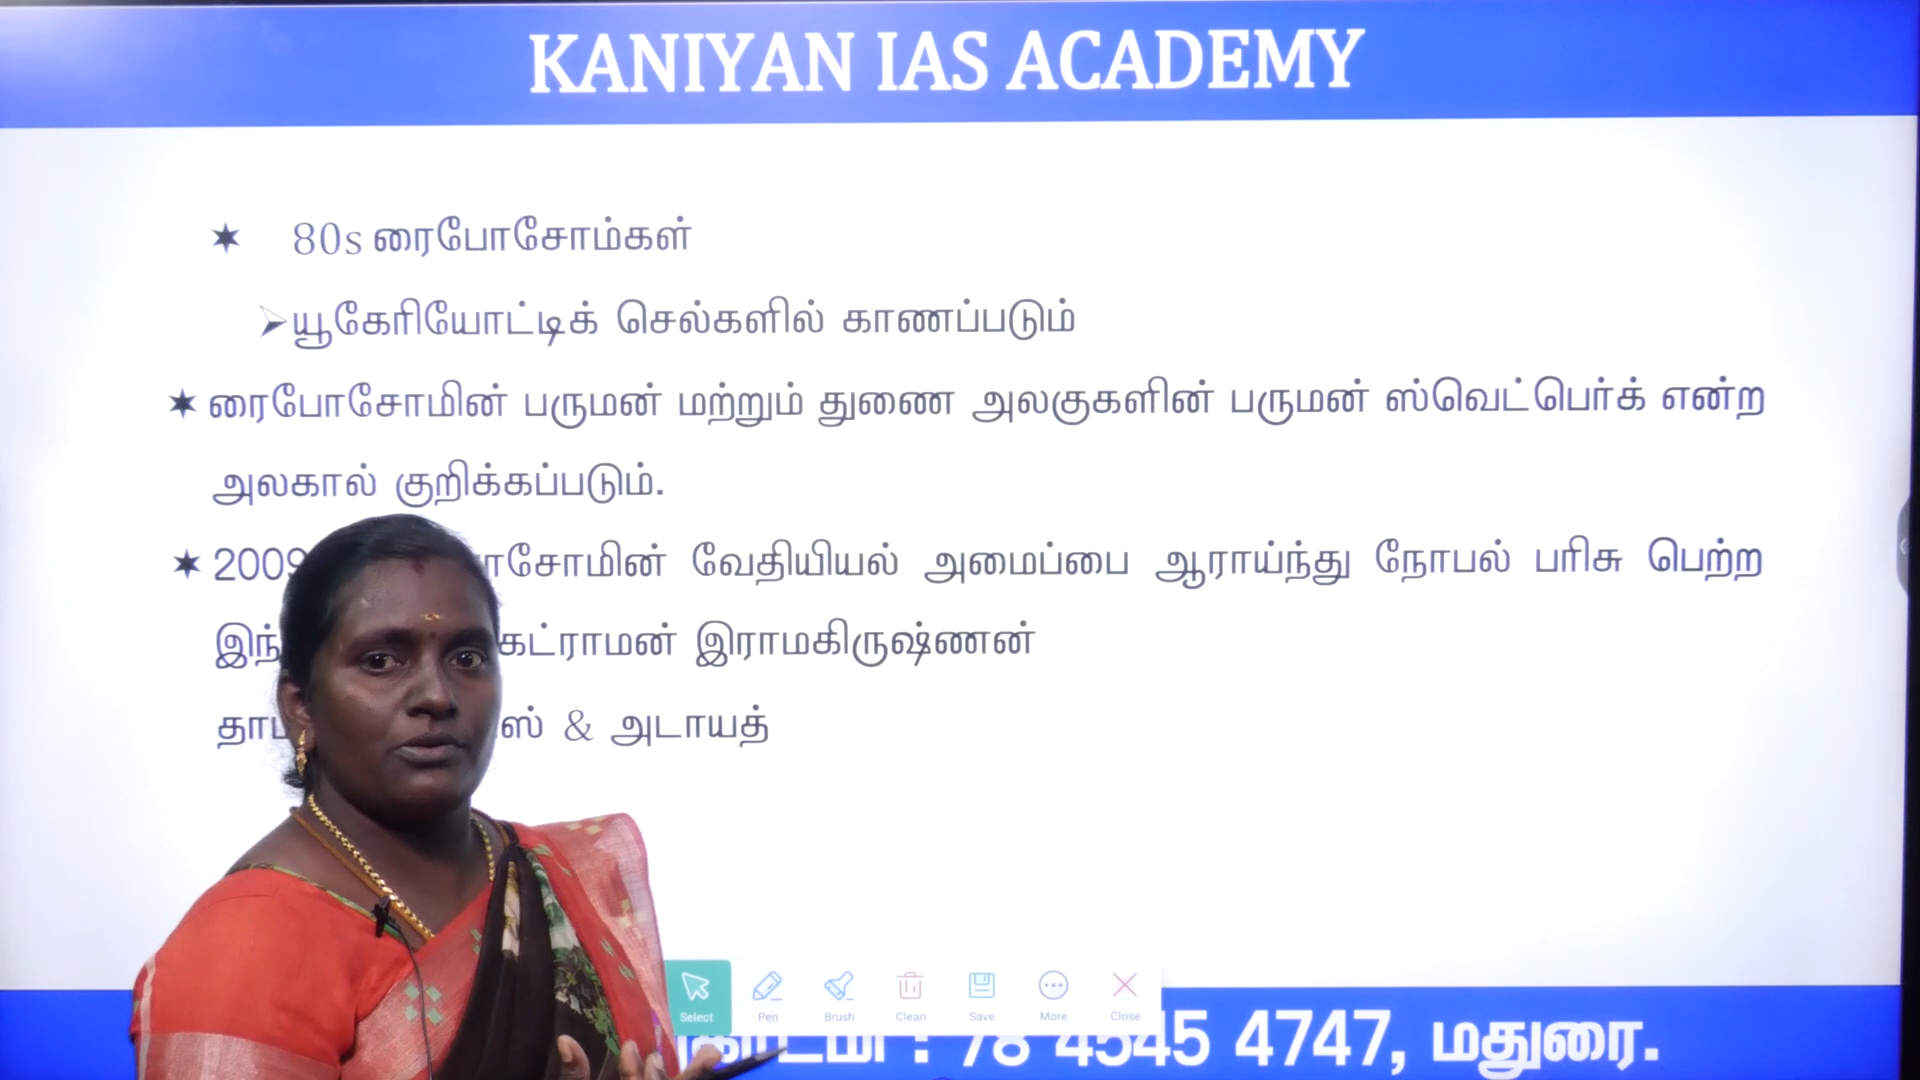 KANIYAN IAS ACADEMY
✶ 80s ரைபோசோம்கள்
➢ யூகேரியோட்டிக் செல்களில் காணப்படும்
✶ ரைபோசோமின் பருமன் மற்றும் துணை அலகுகளின் பருமன் ஸ்வெட்பெர்க் என்ற
அலகால் குறிக்கப்படும்.
✶ 2009 வேதியியல் அமைப்பை ஆராய்ந்து நோபல் பரிசு பெற்ற
இராமகிருஷ்ணன்
& அடாயத்
Select Pen Brush Clean Save More Close
: 78 4545 4747, மதுரை.